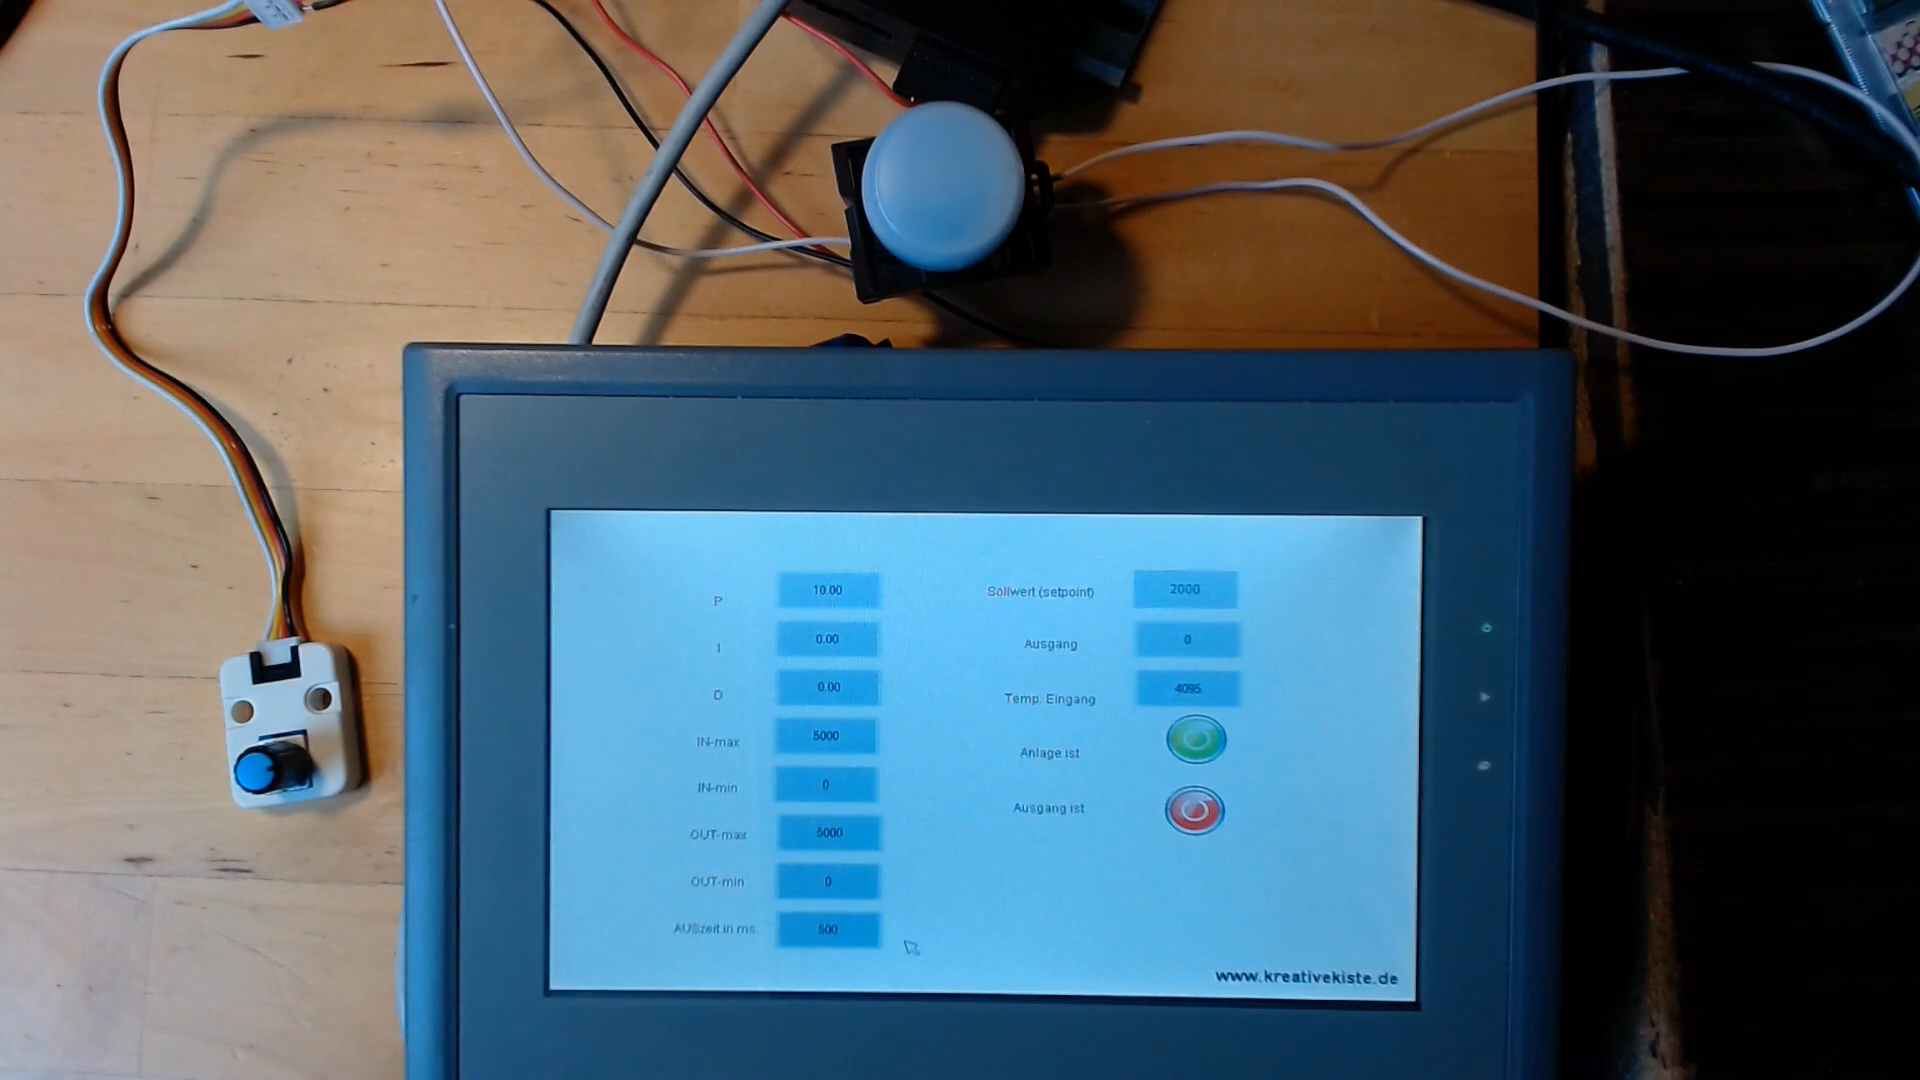 P 10.00
I 0.00
D 0.00
IN-max 5000
IN-min 0
OUT-max 5000
OUT-min 0
AUSzeit in ms 500
Sollwert (setpoint) 2000
Ausgang 0
Temp. Eingang 4095
Anlage ist
Ausgang ist
www.kreativekiste.de